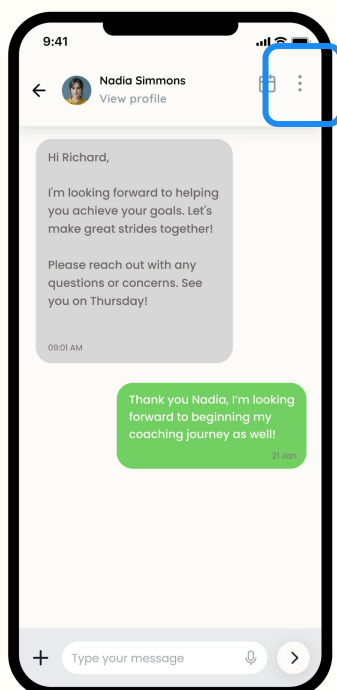 9:41
Nadia Simmons
View profile
Hi Richard,
I'm looking forward to helping
you achieve your goals. Let's
make great strides together!
Please reach out with any
questions or concerns. See
you on Thursday!
09:01 AM
Thank you Nadia, I'm looking
forward to beginning my
coaching journey as well!
21 Jan
Type your message